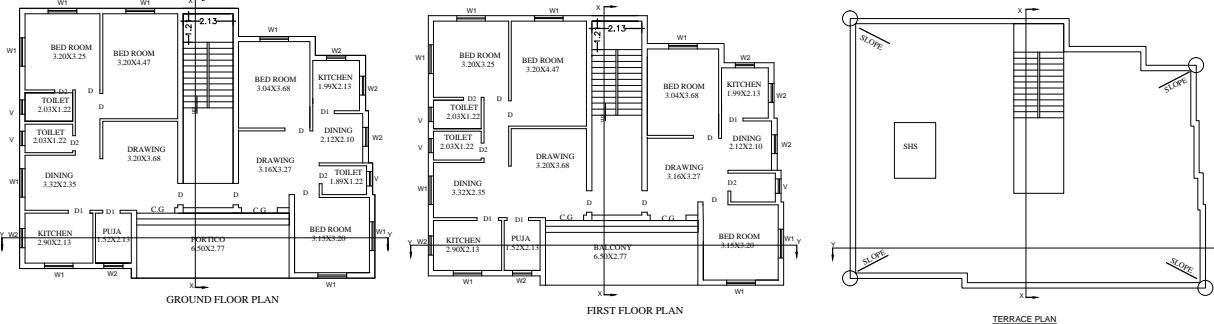 X
W1
W1
1.2
2.13
W1
BED ROOM
3.20X3.25
BED ROOM
3.20X4.47
W1
BED ROOM
3.04X3.68
W2
KITCHEN
1.99X2.13
W2
D2
D
D
V
TOILET
2.03X1.22
D1
V
TOILET
2.03X1.22
D2
D
D
DINING
2.12X2.10
W2
DRAWING
3.20X3.68
DRAWING
3.16X3.27
W1
DINING
3.32X2.35
D2
TOILET
1.89X1.22
V
D
D
D
D1
D1
C.G
C.G
Y
W2
KITCHEN
2.90X2.13
PUJA
1.52X2.13
PORTICO
6.50X2.77
BED ROOM
3.15X3.20
W1
Y
W1
W2
W1
X
GROUND FLOOR PLAN
X
W1
W1
1.2
2.13
W1
BED ROOM
3.20X3.25
BED ROOM
3.20X4.47
W1
BED ROOM
3.04X3.68
W2
KITCHEN
1.99X2.13
W2
D2
D
D
V
TOILET
2.03X1.22
D1
V
TOILET
2.03X1.22
D2
D
D
DINING
2.12X2.10
W2
DRAWING
3.20X3.68
DRAWING
3.16X3.27
W1
DINING
3.32X2.35
D2
V
D
D
D
D1
D1
C.G
C.G
Y
W2
KITCHEN
2.90X2.13
PUJA
1.52X2.13
BALCONY
6.50X2.77
BED ROOM
3.15X3.20
W1
Y
W1
W2
W1
X
FIRST FLOOR PLAN
X
SLOPE
SLOPE
SHS
Y
SLOPE
SLOPE
X
TERRACE PLAN